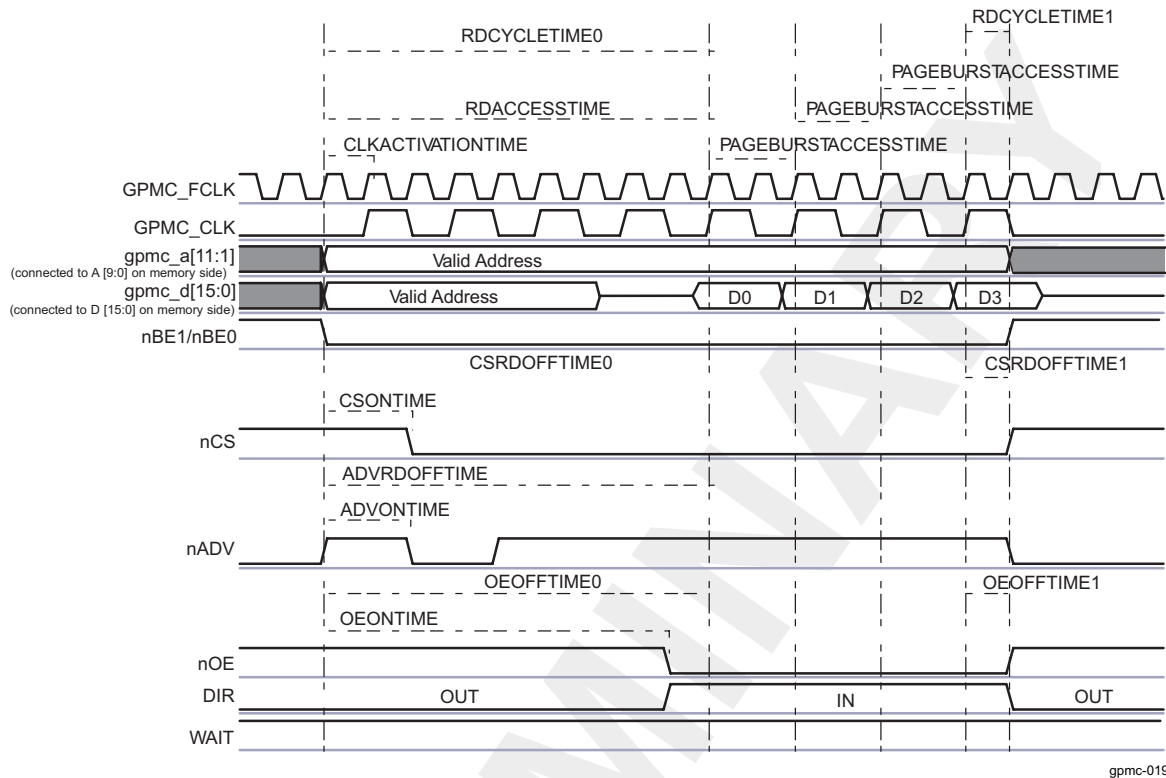 RDCYCLETIME1
RDCYCLETIME0
PAGEBURSTACCESSTIME
RDACCESSTIME
PAGEBURSTACCESSTIME
CLKACTIVATIONTIME
PAGEBURSTACCESSTIME
GPMC_FCLK
GPMC_CLK
gpmc_a[11:1]
Valid Address
(connected to A [9:0] on memory side)
gpmc_d[15:0]
Valid Address
D0
D1
D2
D3
(connected to D [15:0] on memory side)
nBE1/nBE0
CSRDOFFTIME0
CSRDOFFTIME1
CSONTIME
nCS
ADVRDOFFTIME
ADVONTIME
nADV
OEOFFTIME0
OEOFFTIME1
OEONTIME
nOE
DIR
OUT
IN
OUT
WAIT
gpmc-019